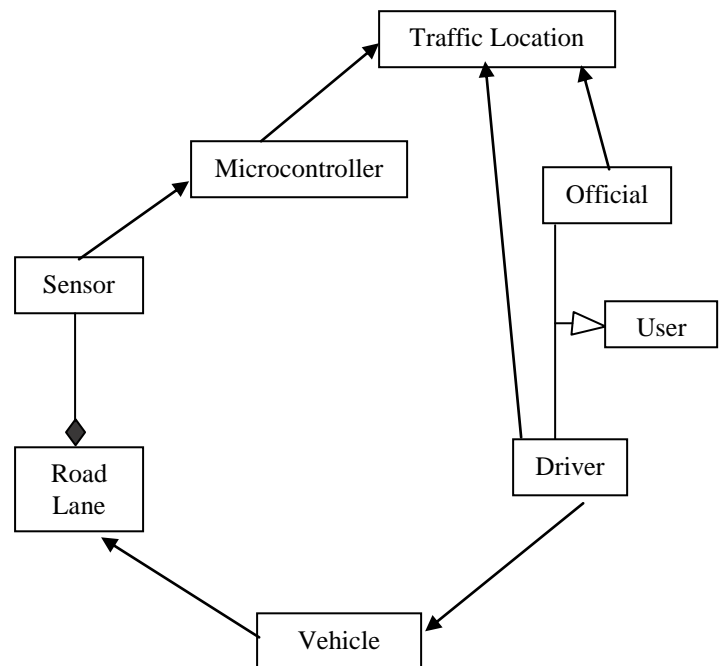 Traffic Location
Microcontroller
Official
Sensor
User
Road
Lane
Driver
Vehicle